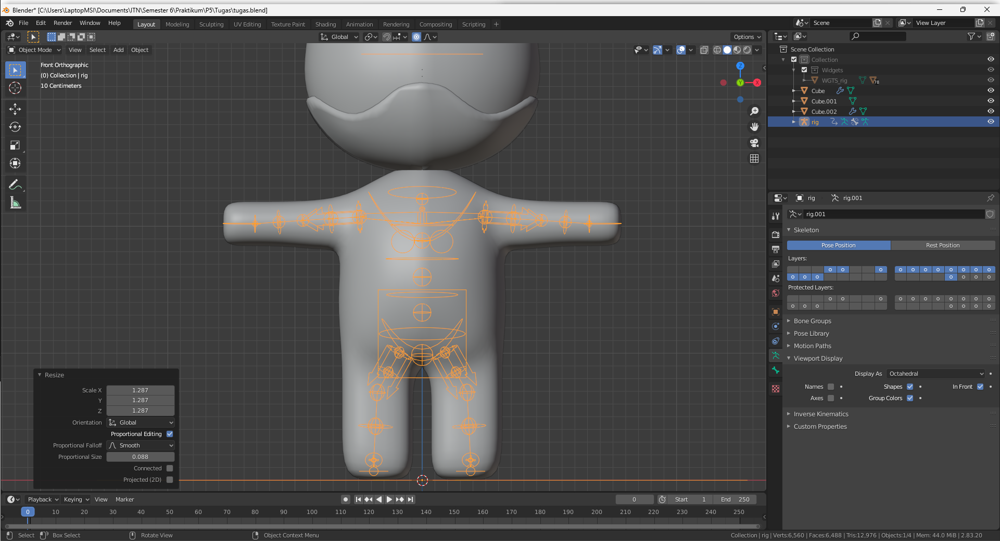 Blender* [C:\Users\LaptopMSI\Documents\ITN\Semester 6\Praktikum\P5\Tugas\tugas.blend]
File Edit Render Window Help Layout Modeling Sculpting UV Editing Texture Paint Shading Animation Rendering Compositing Scripting + Scene View Layer
Global Options
Object Mode View Select Add Object
Front Orthographic
(0) Collection | rig
10 Centimeters
Z
Y
X
Scene Collection
Collection
Widgets
WGTS_rig 78
Cube
Cube.001
Cube.002
rig
rig rig.001
rig.001
Skeleton
Pose Position Rest Position
Layers:
Protected Layers:
Bone Groups
Pose Library
Motion Paths
Viewport Display
Display As Octahedral
Names Shapes In Front
Axes Group Colors
Inverse Kinematics
Custom Properties
Resize
Scale X 1.287
Y 1.287
Z 1.287
Orientation Global
Proportional Editing
Proportional Falloff Smooth
Proportional Size 0.088
Connected
Projected (2D)
Playback Keying View Marker 0 Start 1 End 250
0 10 20 30 40 50 60 70 80 90 100 110 120 130 140 150 160 170 180 190 200 210 220 230 240 250
Select Box Select Rotate View Object Context Menu Collection | rig | Verts:6,560 | Faces:6,488 | Tris:12,976 | Objects:1/4 | Mem: 44.0 MiB | 2.83.20